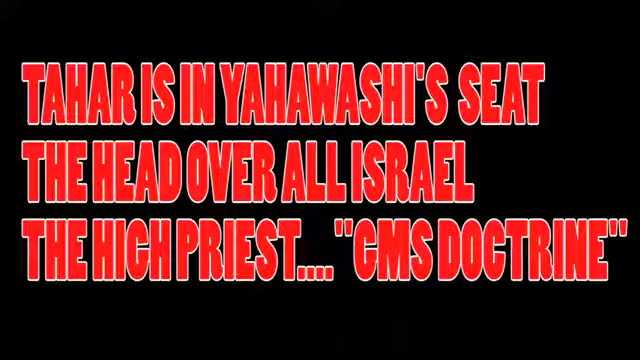 TAHAR IS IN YAHAWASHI'S SEAT
THE HEAD OVER ALL ISRAEL
THE HIGH PRIEST...."GMS DOCTRINE"